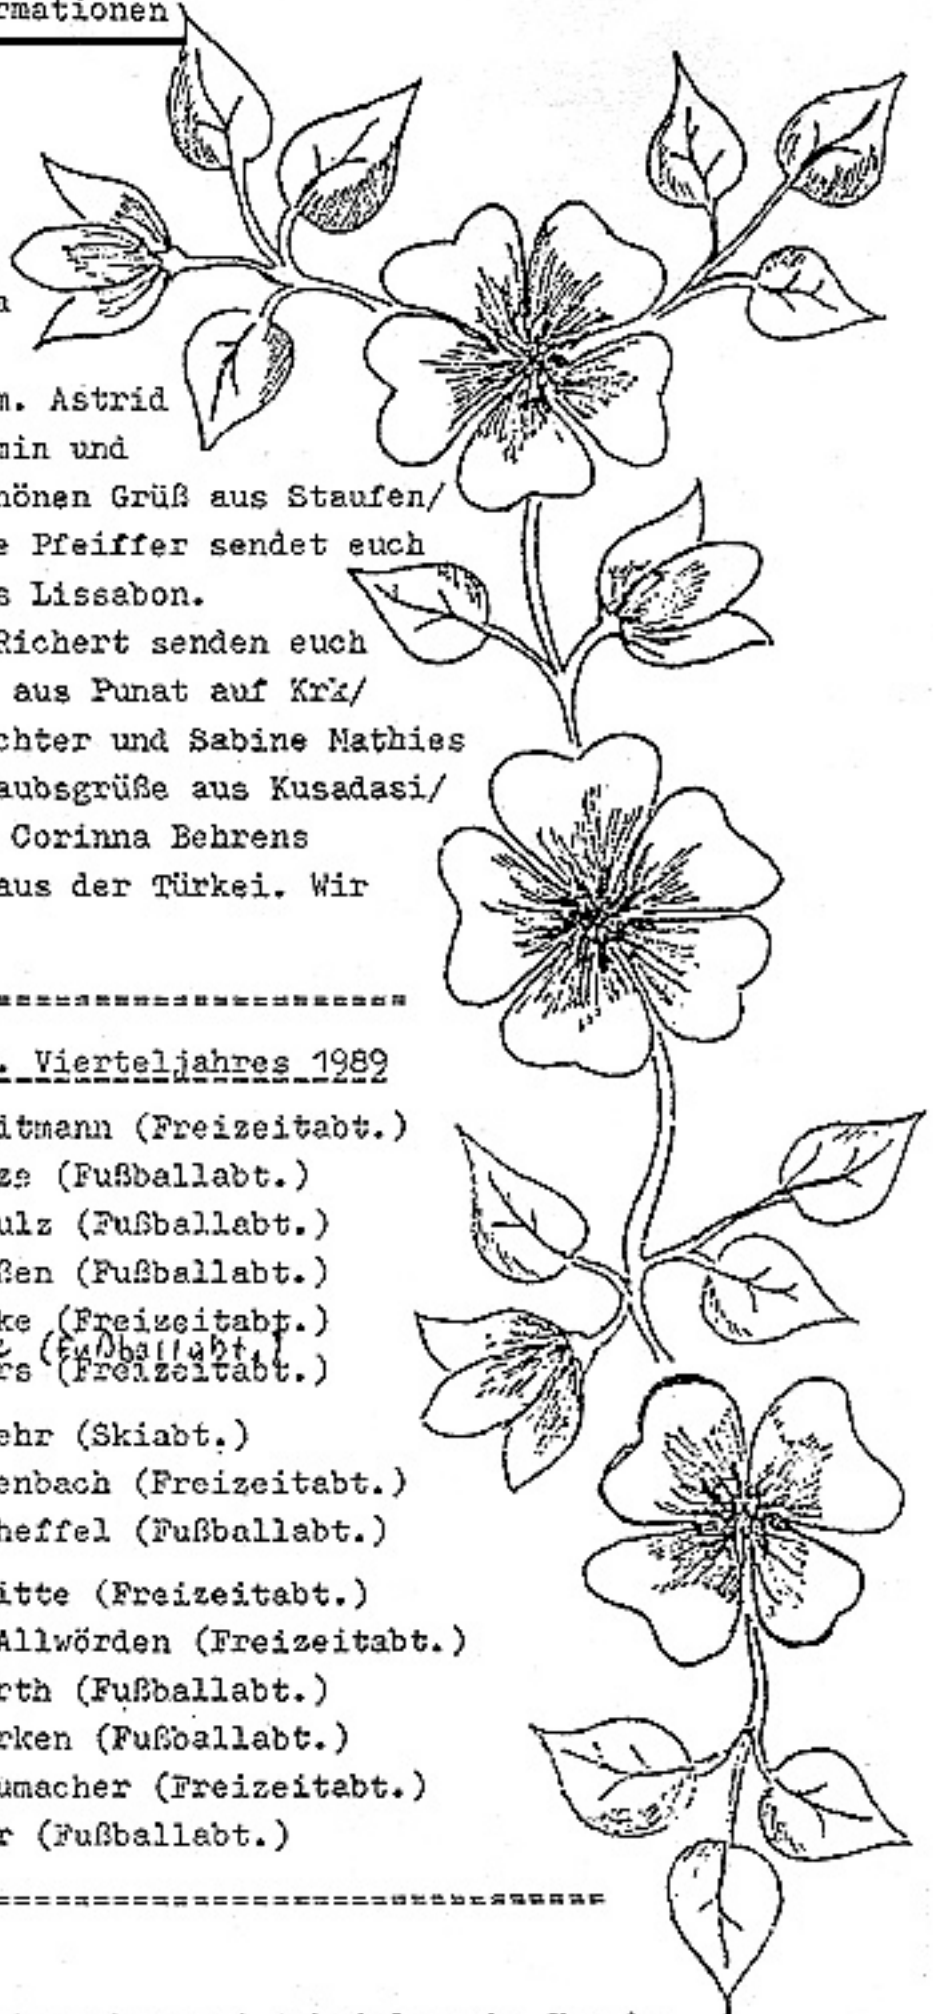 rmationen
m. Astrid
min und
hönen Grüß aus Staufen/
e Pfeiffer sendet euch
s Lissabon.
Richert senden euch
aus Punat auf Krk/
chter und Sabine Mathies
aubsgrüße aus Kusadasi/
Corinna Behrens
aus der Türkei. Wir
. Vierteljahres 1989
itmann (Freizeitabt.)
ze (Fußballabt.)
ulz (Fußballabt.)
ßen (Fußballabt.)
ke (Freizeitabt.)
(Fußballabt.)
rs (Freizeitabt.)
ehr (Skiabt.)
enbach (Freizeitabt.)
heffel (Fußballabt.)
itte (Freizeitabt.)
Allwörden (Freizeitabt.)
rth (Fußballabt.)
rken (Fußballabt.)
umacher (Freizeitabt.)
r (Fußballabt.)